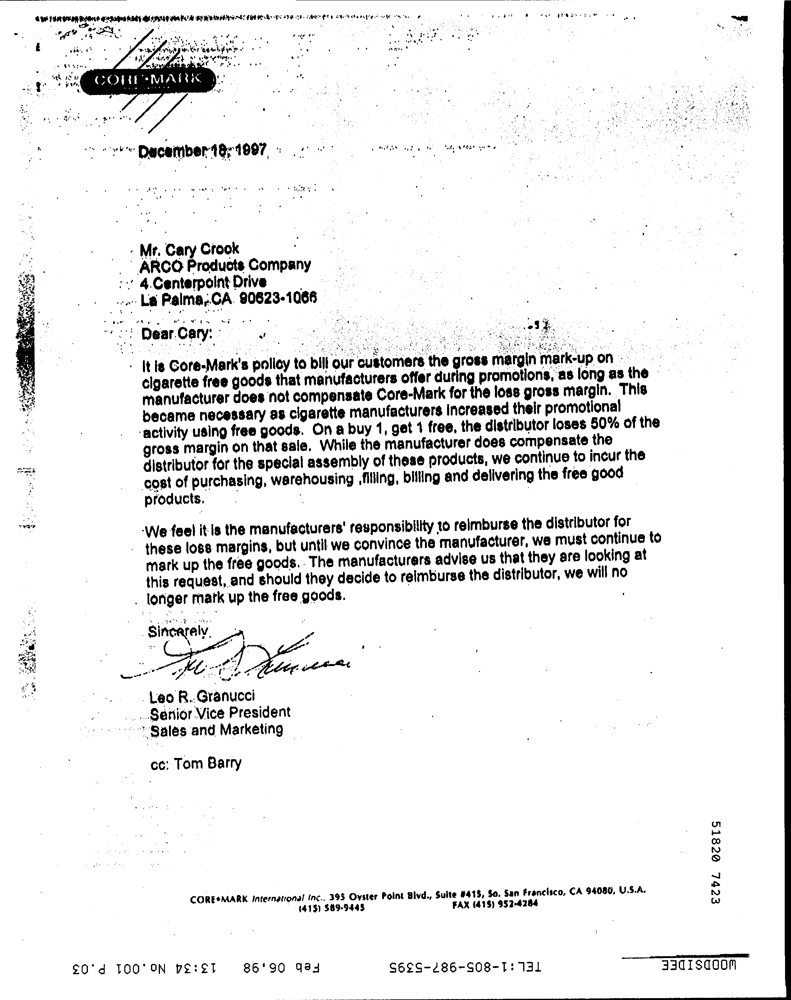 CORE•MARK
December 18, 1997
Mr. Cary Crook
ARCO Products Company
4 Centerpoint Drive
La Palma, CA 90623-1066
Dear Cary:
It is Core-Mark's policy to bill our customers the gross margin mark-up on
cigarette free goods that manufacturers offer during promotions, as long as the
manufacturer does not compensate Core-Mark for the loss gross margin. This
became necessary as cigarette manufacturers increased their promotional
activity using free goods. On a buy 1, get 1 free, the distributor loses 50% of the
gross margin on that sale. While the manufacturer does compensate the
distributor for the special assembly of these products, we continue to incur the
cost of purchasing, warehousing ,filling, billing and delivering the free good
products.
We feel it is the manufacturers' responsibility to reimburse the distributor for
these loss margins, but until we convince the manufacturer, we must continue to
mark up the free goods. The manufacturers advise us that they are looking at
this request, and should they decide to reimburse the distributor, we will no
longer mark up the free goods.
Sincerely
Leo R. Granucci
Senior Vice President
Sales and Marketing
cc: Tom Barry
51820 7423
CORE•MARK International Inc., 395 Oyster Point Blvd., Suite #415, So. San Francisco, CA 94080, U.S.A.
(415) 589-9445 FAX (415) 952-4284
WOODSIDEE TEL:1-805-987-5395 Feb 06,98 13:34 No.001 P.03